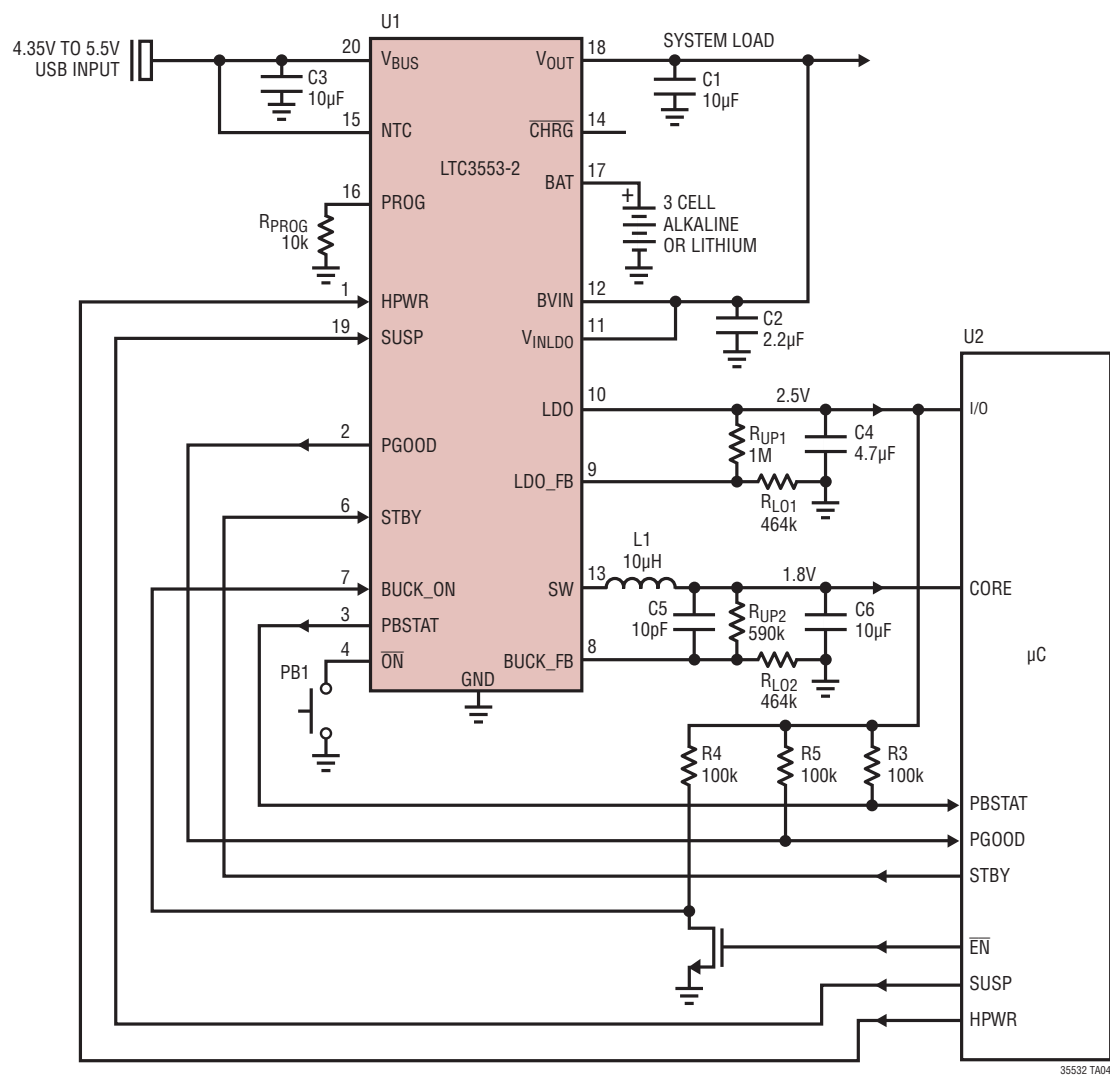 U1
4.35V TO 5.5V
USB INPUT
20
VBUS
C3
10µF
15
NTC
16
PROG
RPROG
10k
1
HPWR
19
SUSP
2
PGOOD
6
STBY
7
BUCK_ON
3
PBSTAT
4
ON
PB1
LTC3553-2
GND
VOUT
18
SYSTEM LOAD
C1
10µF
CHRG
14
BAT
17
+
3 CELL
ALKALINE
OR LITHIUM
BVIN
12
VINLDO
11
C2
2.2µF
LDO
10
2.5V
RUP1
1M
C4
4.7µF
LDO_FB
9
RLO1
464k
L1
10µH
SW
13
1.8V
C5
10pF
RUP2
590k
C6
10µF
BUCK_FB
8
RLO2
464k
R4
100k
R5
100k
R3
100k
U2
I/O
CORE
µC
PBSTAT
PGOOD
STBY
EN
SUSP
HPWR
35532 TA04